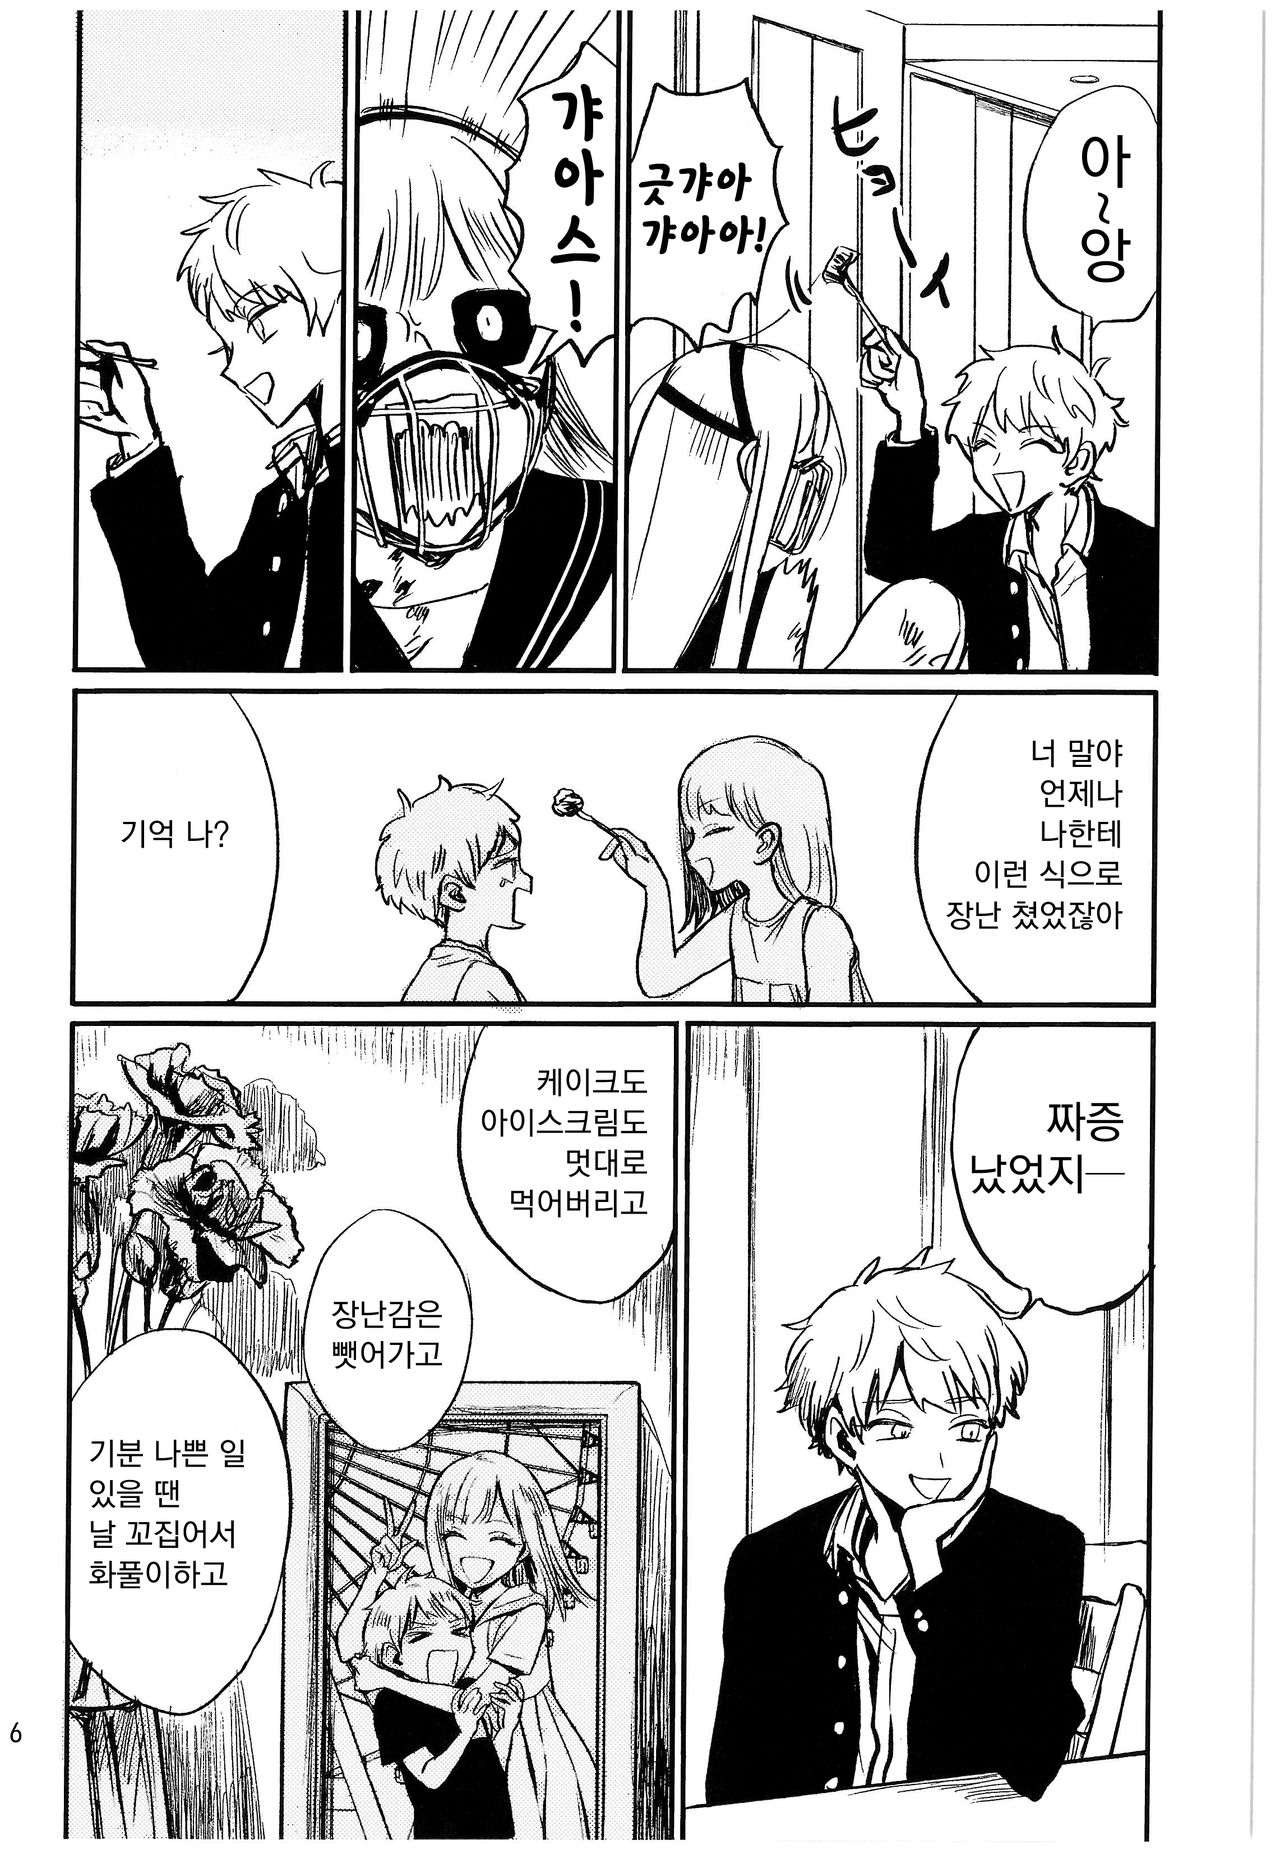 아~앙
ヒョーイ
긋갸아
갸아아!
갸아스!
너 말야
언제나
나한테
이런 식으로
장난 쳤었잖아
기억 나?
짜증
났었지—
케이크도
아이스크림도
멋대로
먹어버리고
장난감은
뺏어가고
기분 나쁜 일
있을 땐
날 꼬집어서
화풀이하고
6